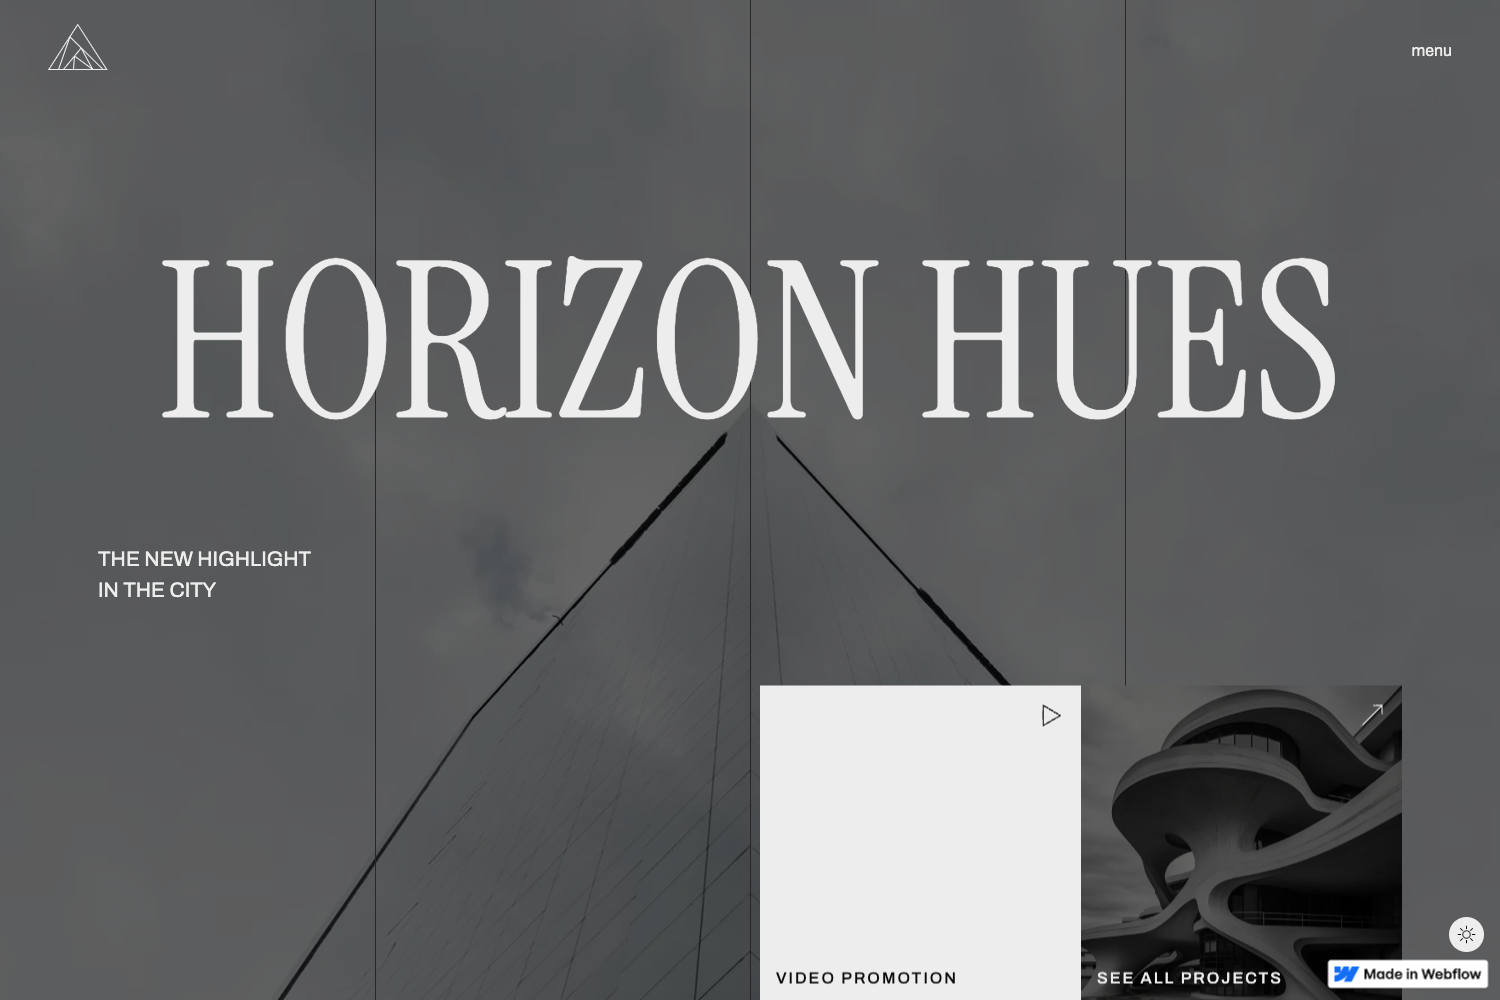 menu
HORIZON HUES
THE NEW HIGHLIGHT
IN THE CITY
VIDEO PROMOTION
SEE ALL PROJECTS
Made in Webflow